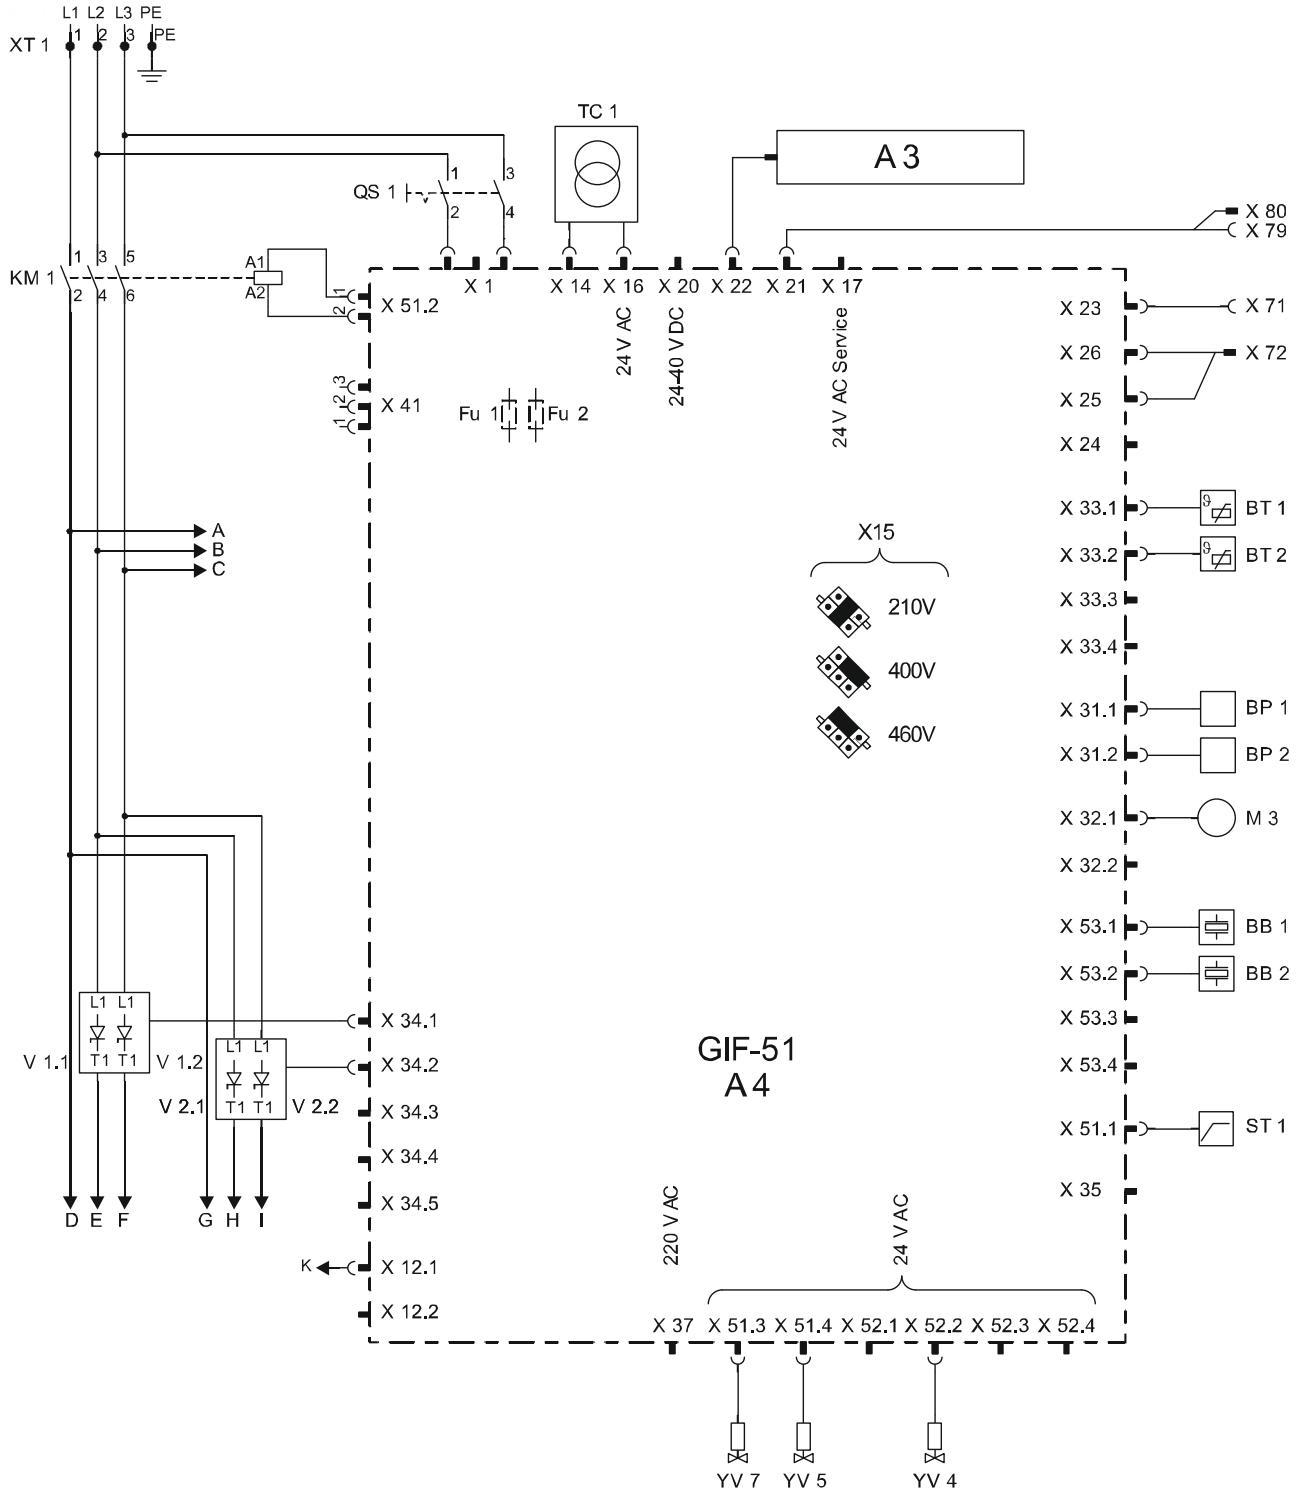 L1 L2 L3 PE
XT 1 1 2 3 PE
TC 1
A 3
QS 1 1 3
2 4
X 80
X 79
KM 1 1 3 5
2 4 6
A1
A2
1
2
X 51.2
X 1 X 14 X 16 X 20 X 22 X 21 X 17
24 V AC
24-40 V DC
24 V AC Service
X 23 X 71
X 26 X 72
X 25
X 24
3
2
1
X 41
Fu 1 Fu 2
X 33.1 ϑ BT 1
X 33.2 ϑ BT 2
X 33.3
X 33.4
A
B
C
X15
210V
400V
460V
X 31.1 BP 1
X 31.2 BP 2
X 32.1 M 3
X 32.2
X 53.1 BB 1
X 53.2 BB 2
X 53.3
X 53.4
X 51.1 ST 1
X 35
L1 L1
T1 T1
V 1.1 V 1.2
L1 L1
T1 T1
V 2.1 V 2.2
X 34.1
X 34.2
X 34.3
X 34.4
X 34.5
GIF-51
A 4
D E F G H I
K X 12.1
X 12.2
220 V AC
24 V AC
X 37 X 51.3 X 51.4 X 52.1 X 52.2 X 52.3 X 52.4
YV 7 YV 5 YV 4